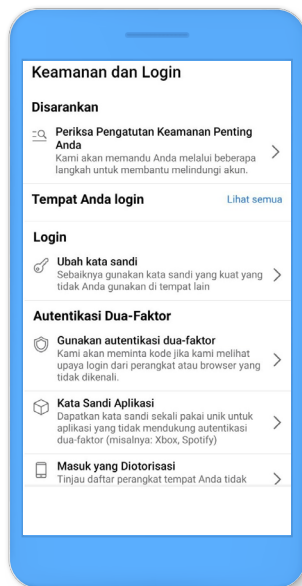 Keamanan dan Login
Disarankan
Periksa Pengatutan Keamanan Penting
Anda
Kami akan memandu Anda melalui beberapa
langkah untuk membantu melindungi akun.
Tempat Anda login
Lihat semua
Login
Ubah kata sandi
Sebaiknya gunakan kata sandi yang kuat yang
tidak Anda gunakan di tempat lain
Autentikasi Dua-Faktor
Gunakan autentikasi dua-faktor
Kami akan meminta kode jika kami melihat
upaya login dari perangkat atau browser yang
tidak dikenali.
Kata Sandi Aplikasi
Dapatkan kata sandi sekali pakai unik untuk
aplikasi yang tidak mendukung autentikasi
dua-faktor (misalnya: Xbox, Spotify)
Masuk yang Diotorisasi
Tinjau daftar perangkat tempat Anda tidak